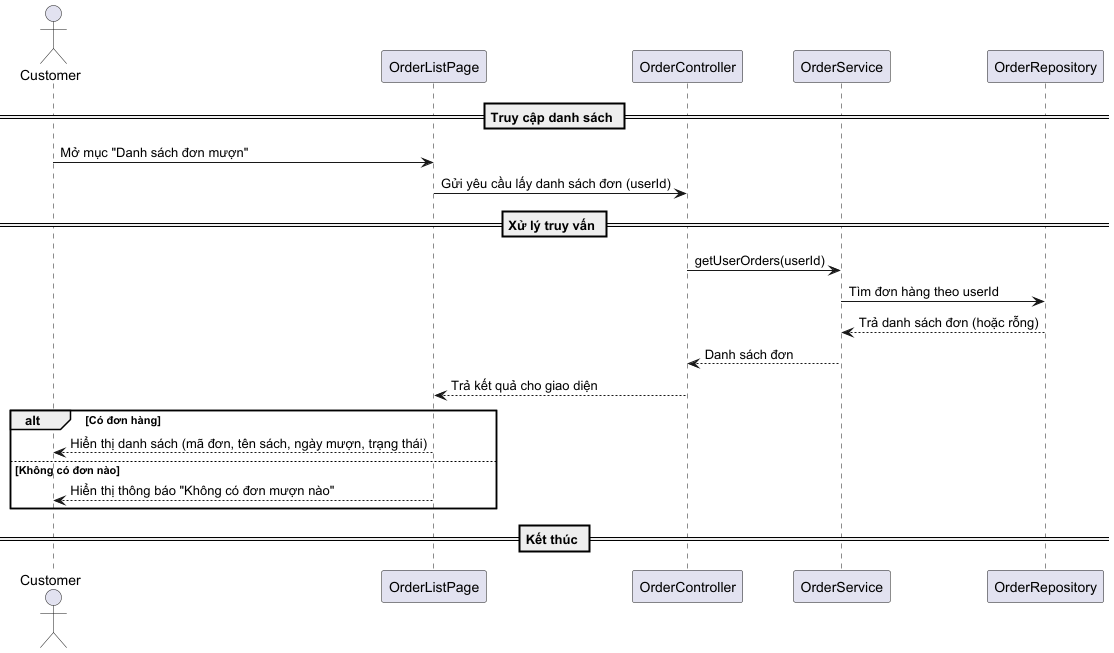 Customer
OrderListPage
OrderController
OrderService
OrderRepository
Truy cập danh sách
Mở mục "Danh sách đơn mượn"
Gửi yêu cầu lấy danh sách đơn (userId)
Xử lý truy vấn
getUserOrders(userId)
Tìm đơn hàng theo userId
Trả danh sách đơn (hoặc rỗng)
Danh sách đơn
Trả kết quả cho giao diện
alt [Có đơn hàng]
Hiển thị danh sách (mã đơn, tên sách, ngày mượn, trạng thái)
[Không có đơn nào]
Hiển thị thông báo "Không có đơn mượn nào"
Kết thúc
Customer
OrderListPage
OrderController
OrderService
OrderRepository